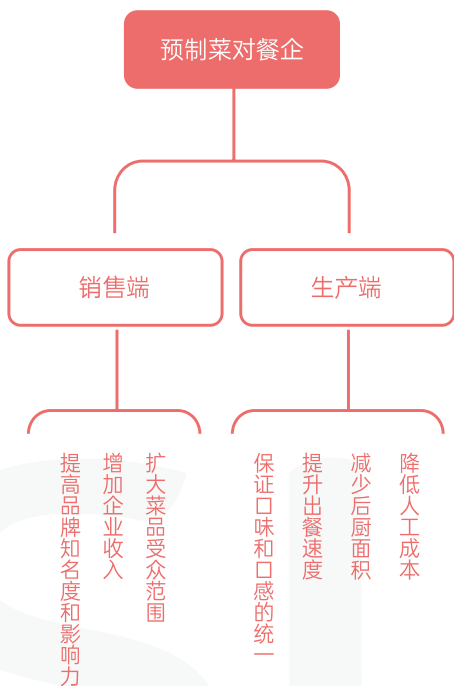 预制菜对餐企
销售端
生产端
提高品牌知名度和影响力
增加企业收入
扩大菜品受众范围
保证口味和口感的统一
提升出餐速度
减少后厨面积
降低人工成本